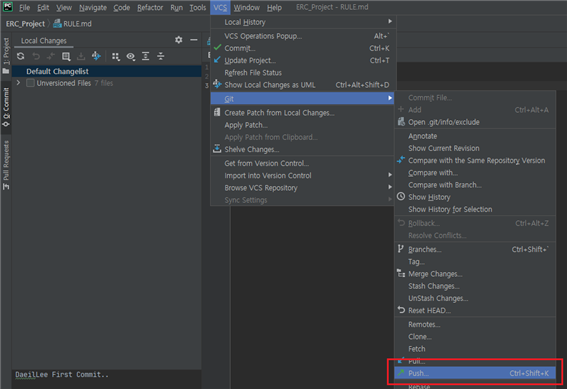 PC File Edit View Navigate Code Refactor Run Tools VCS Window Help ERC_Project - RULE.md
ERC_Project RULE.md
Local Changes
Default Changelist
Unversioned Files 7 files
1: Project
0: Commit
Pull Requests
1
2
3
Local History
VCS Operations Popup... Alt+`
Commit... Ctrl+K
Update Project... Ctrl+T
Refresh File Status
Show Local Changes as UML Ctrl+Alt+Shift+D
Git
Create Patch from Local Changes...
Apply Patch...
Apply Patch from Clipboard...
Shelve Changes...
Get from Version Control...
Import into Version Control
Browse VCS Repository
Sync Settings
Commit File...
Add Ctrl+Alt+A
Open .git/info/exclude
Annotate
Show Current Revision
Compare with the Same Repository Version
Compare with...
Compare with Branch...
Show History
Show History for Selection
Rollback... Ctrl+Alt+Z
Resolve Conflicts...
Branches... Ctrl+Shift+`
Tag...
Merge Changes...
Stash Changes...
UnStash Changes...
Reset HEAD...
Remotes...
Clone...
Fetch
Pull...
Push... Ctrl+Shift+K
Rebase
DaeilLee First Commit..